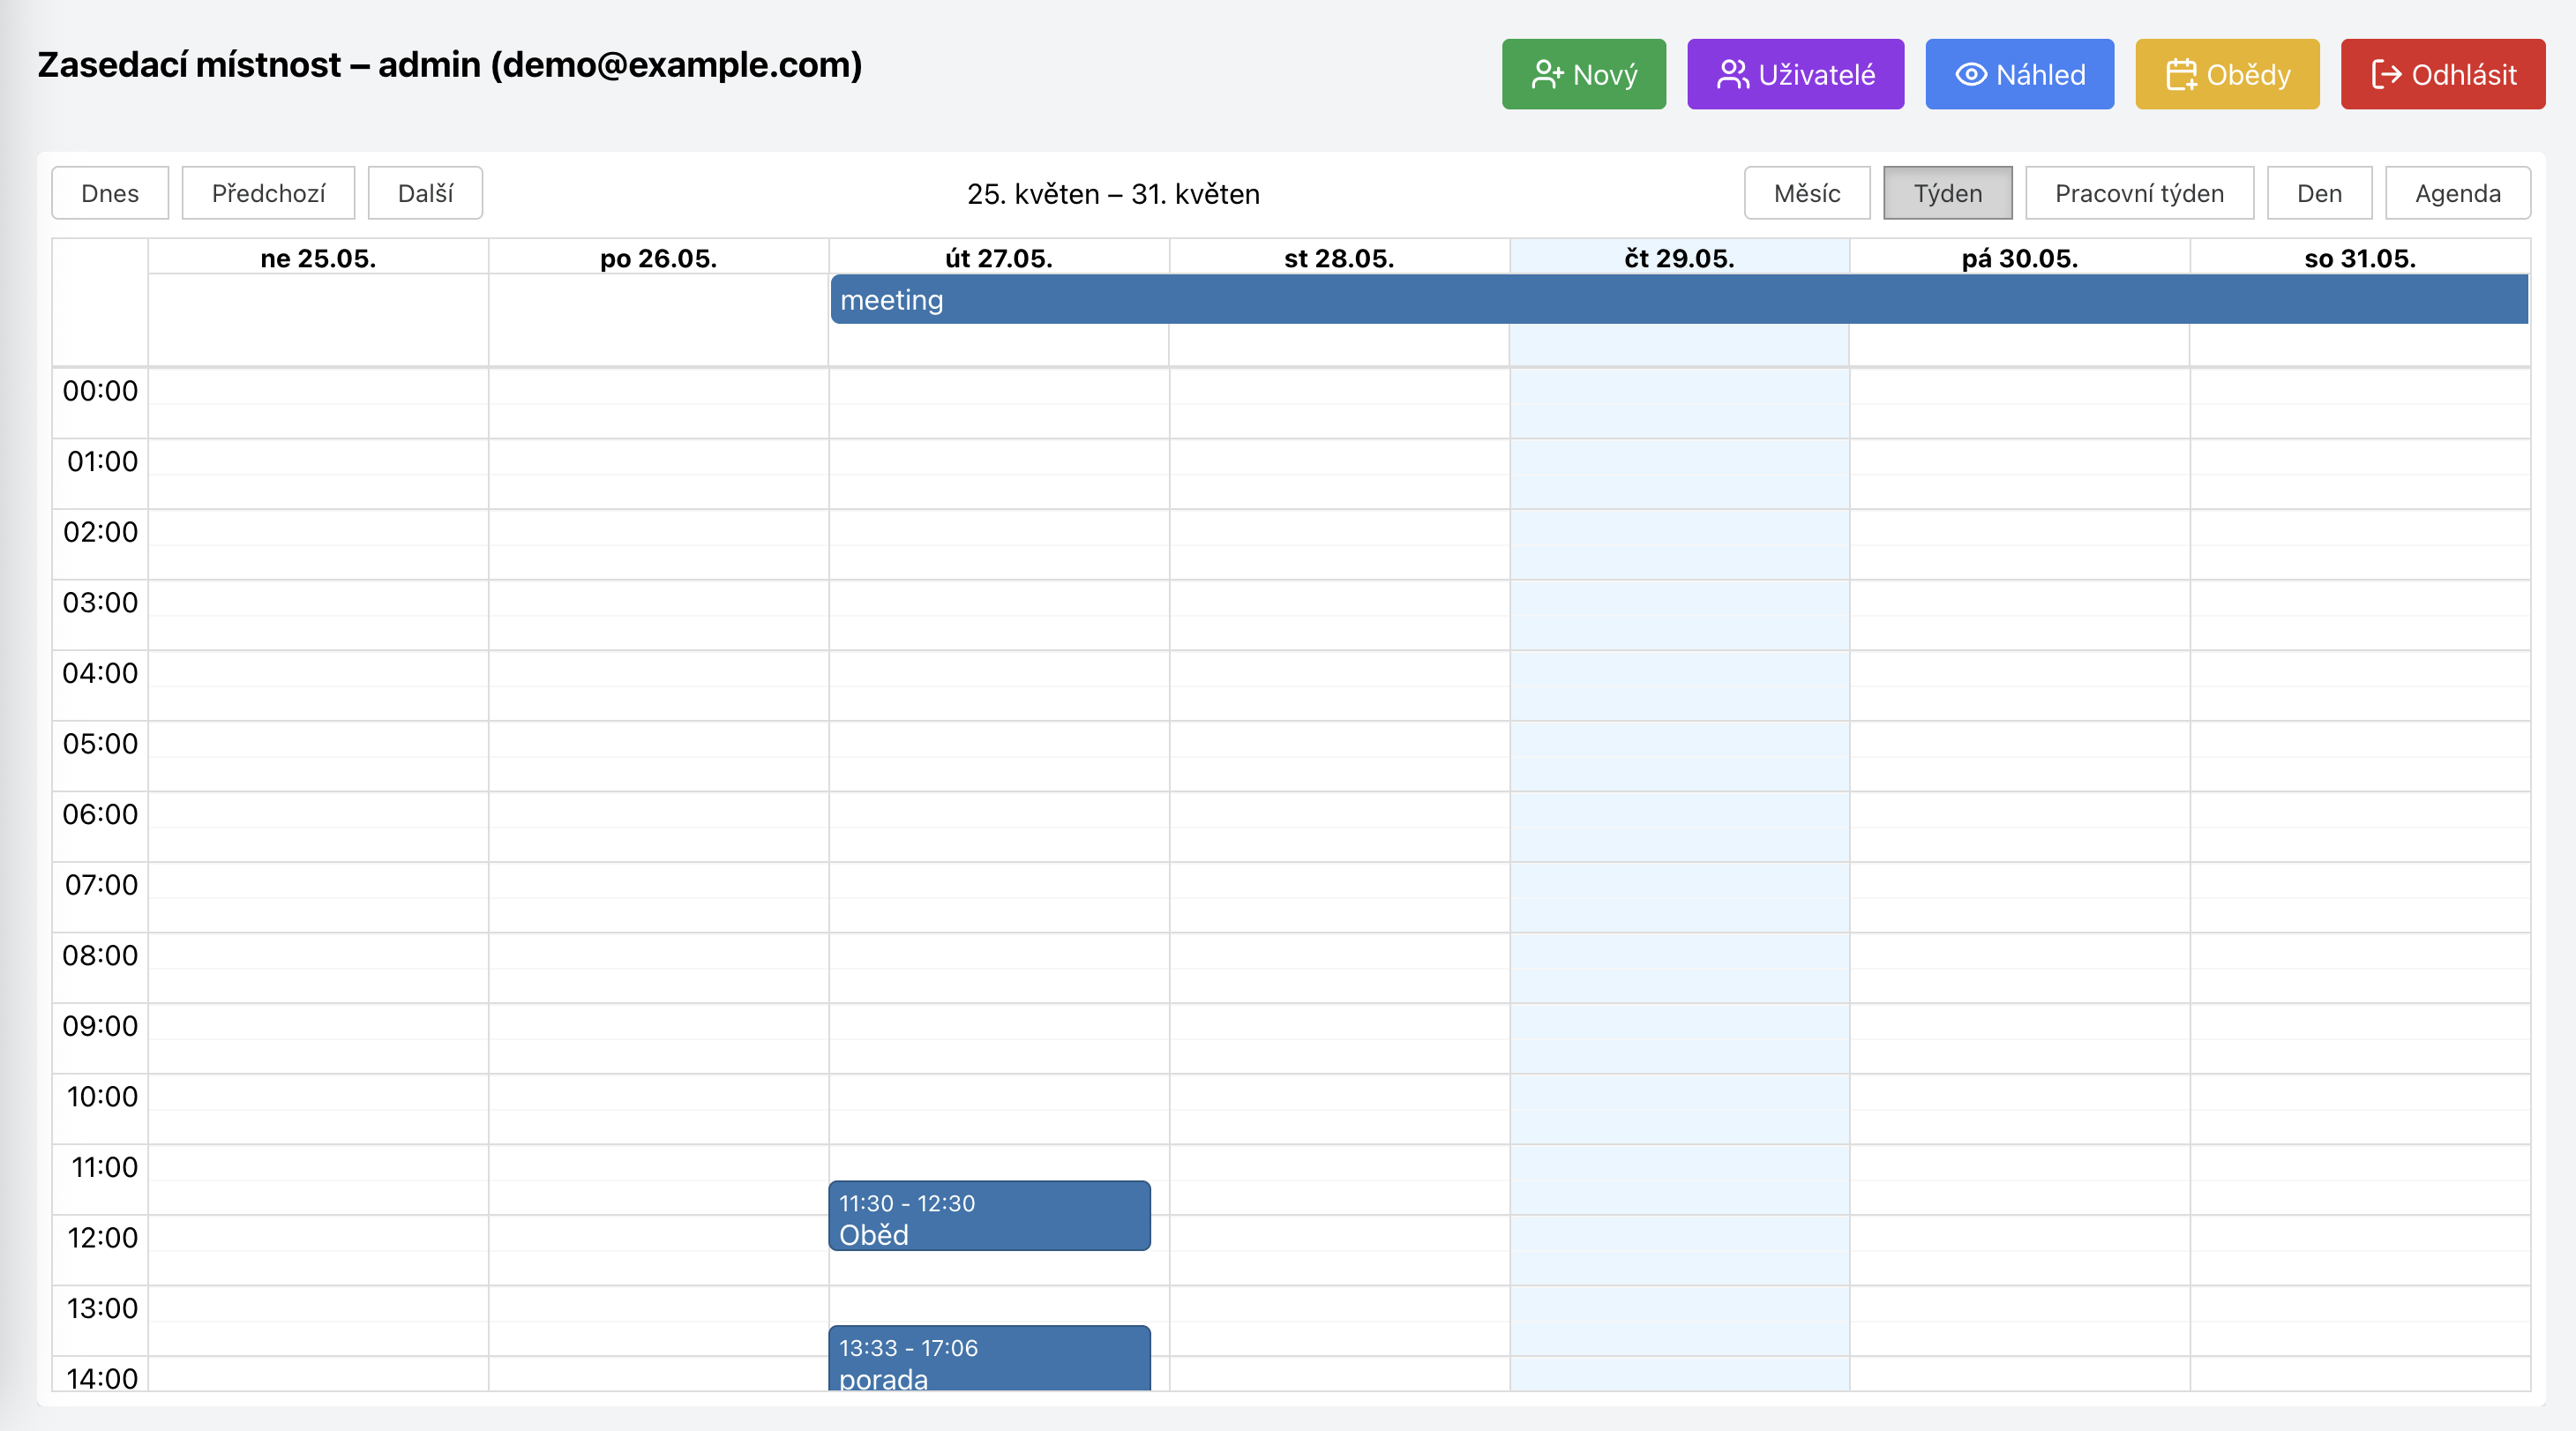 Zasedací místnost – admin (demo@example.com)
Nový Uživatelé Náhled Obědy Odhlásit
Dnes Předchozí Další 25. květen – 31. květen Měsíc Týden Pracovní týden Den Agenda
ne 25.05. po 26.05. út 27.05. st 28.05. čt 29.05. pá 30.05. so 31.05.
meeting
00:00
01:00
02:00
03:00
04:00
05:00
06:00
07:00
08:00
09:00
10:00
11:00
11:30 - 12:30
Oběd
12:00
13:00
13:33 - 17:06
porada
14:00